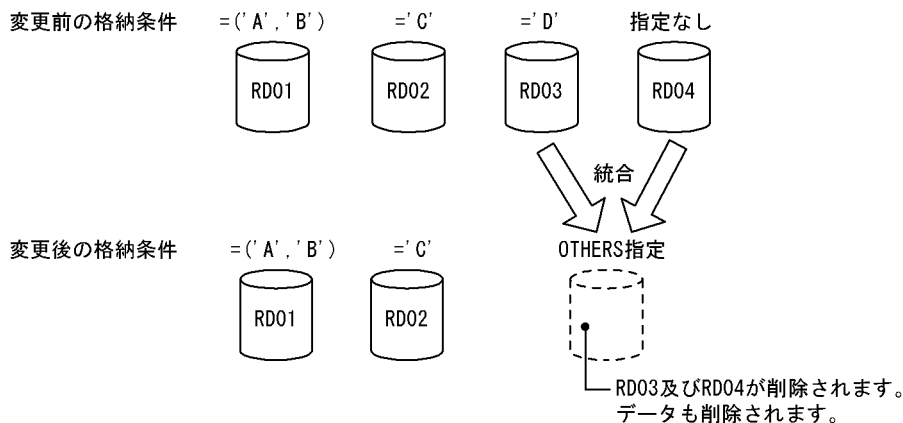 変更前の格納条件 =('A','B') ='C' ='D' 指定なし
RD01 RD02 RD03 RD04
統合
変更後の格納条件 =('A','B') ='C' OTHERS指定
RD01 RD02
RD03及びRD04が削除されます。
データも削除されます。